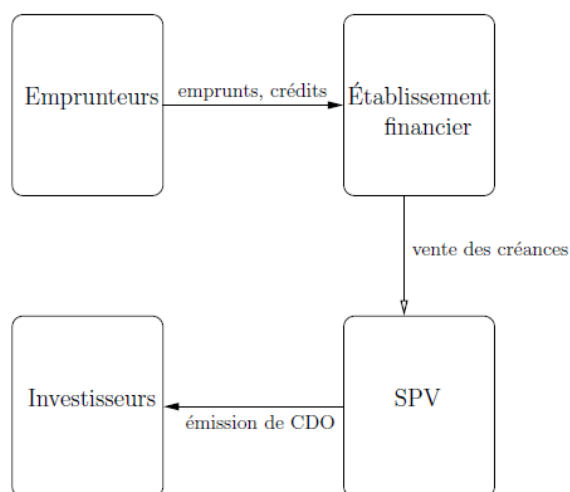 Emprunteurs
emprunts, crédits
Établissement
financier
vente des créances
Investisseurs
émission de CDO
SPV